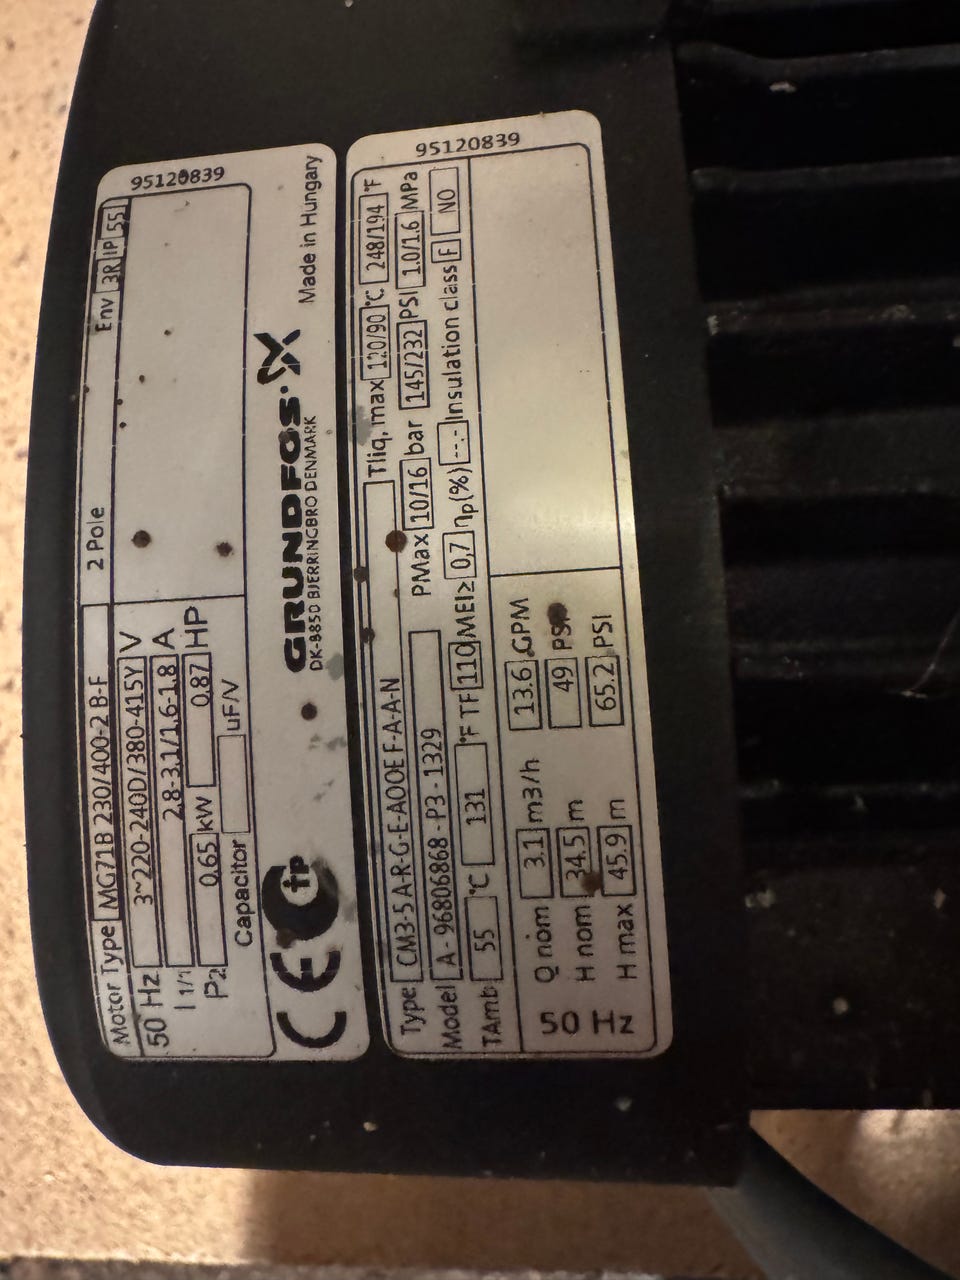 95120839
Motor Type MG71B 230/400-2 B-F 2 Pole Env 3R IP 55
50 Hz 3~220-240D/380-415Y V
I 1/1 2.8-3.1/1.6-1.8 A
P2 0.65 kW 0.87 HP
Capacitor uF/V
CE tp GRUNDFOS
DK-8850 BJERRINGBRO DENMARK
Made in Hungary
95120839
Type CM3-5 A-R-G-E-AQQE F-A-A-N Tliq, max 120/90 °C 248/194 °F
Model A - 96806868 - P3 - 1329 PMax 10/16 bar 145/232 PSI 1.0/1.6 MPa
TAmb 55 °C 131 °F TF 110 MEI≥ 0,7 ηp(%) --.- Insulation class F NO
50 Hz
Q nom 3.1 m3/h 13.6 GPM
H nom 34.5 m 49 PSI
H max 45.9 m 65.2 PSI